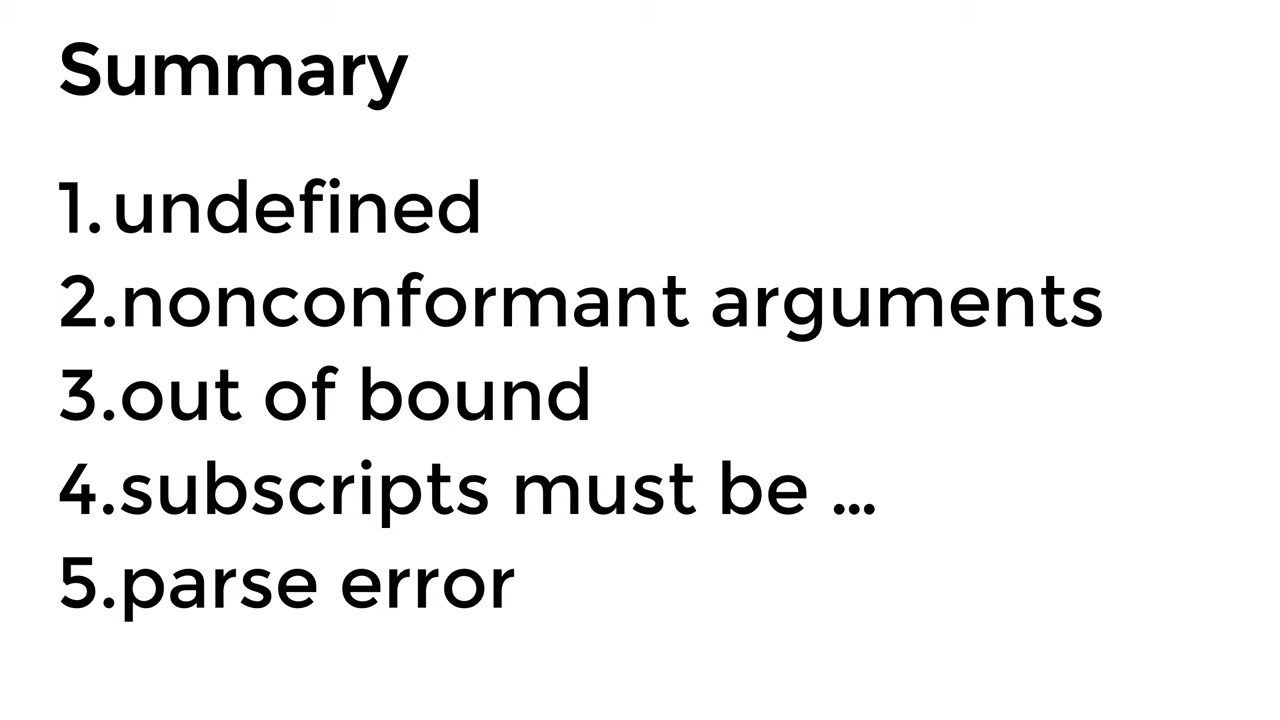 Summary
1. undefined
2.nonconformant arguments
3.out of bound
4.subscripts must be ...
5.parse error